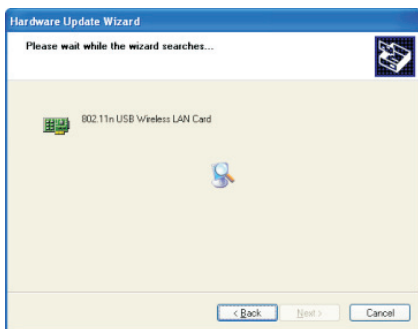 Hardware Update Wizard
Please wait while the wizard searches...
802.11n USB Wireless LAN Card
< Back Next > Cancel